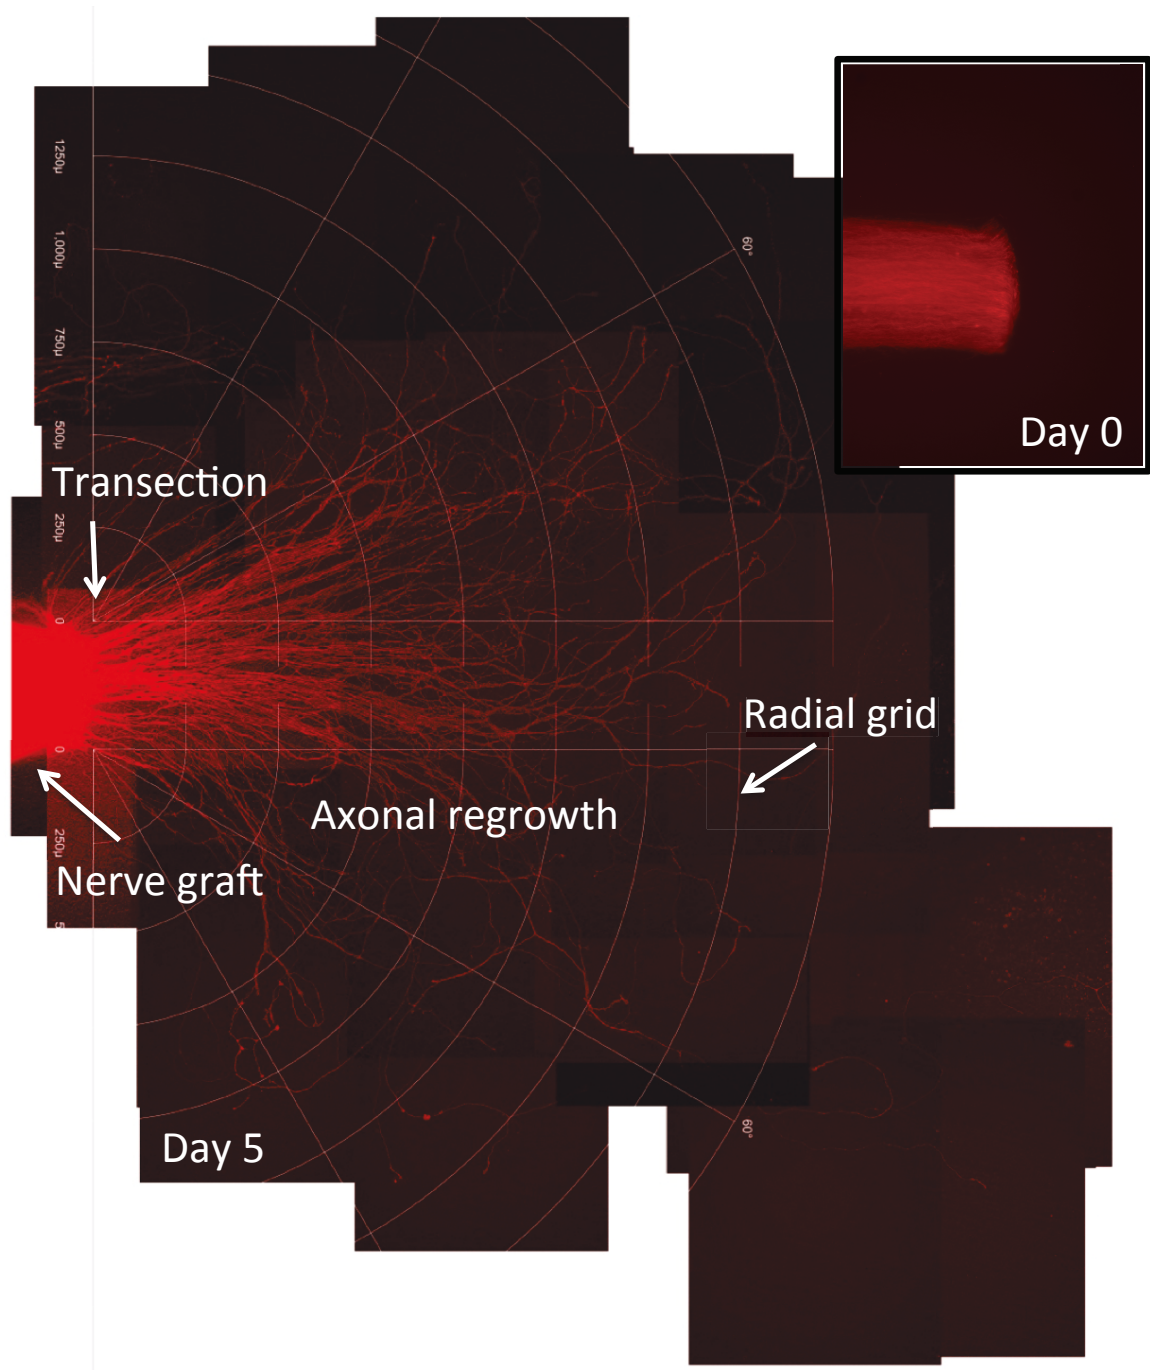 1250µ
1,000µ
750µ
500µ
250µ
0
0
250µ
5
60°
60°
Day 0
Transection
Radial grid
Axonal regrowth
Nerve graft
Day 5